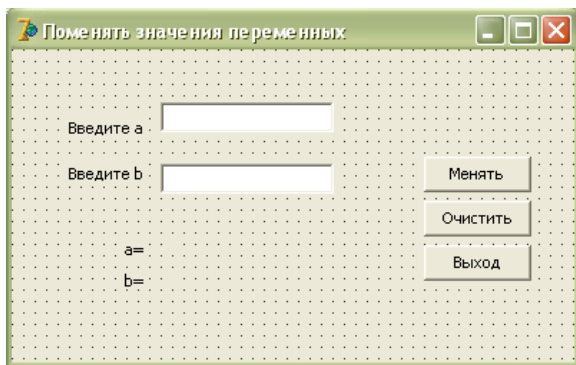 Поменять значения переменных
Введите a
Введите b
Менять
Очистить
Выход
a=
b=